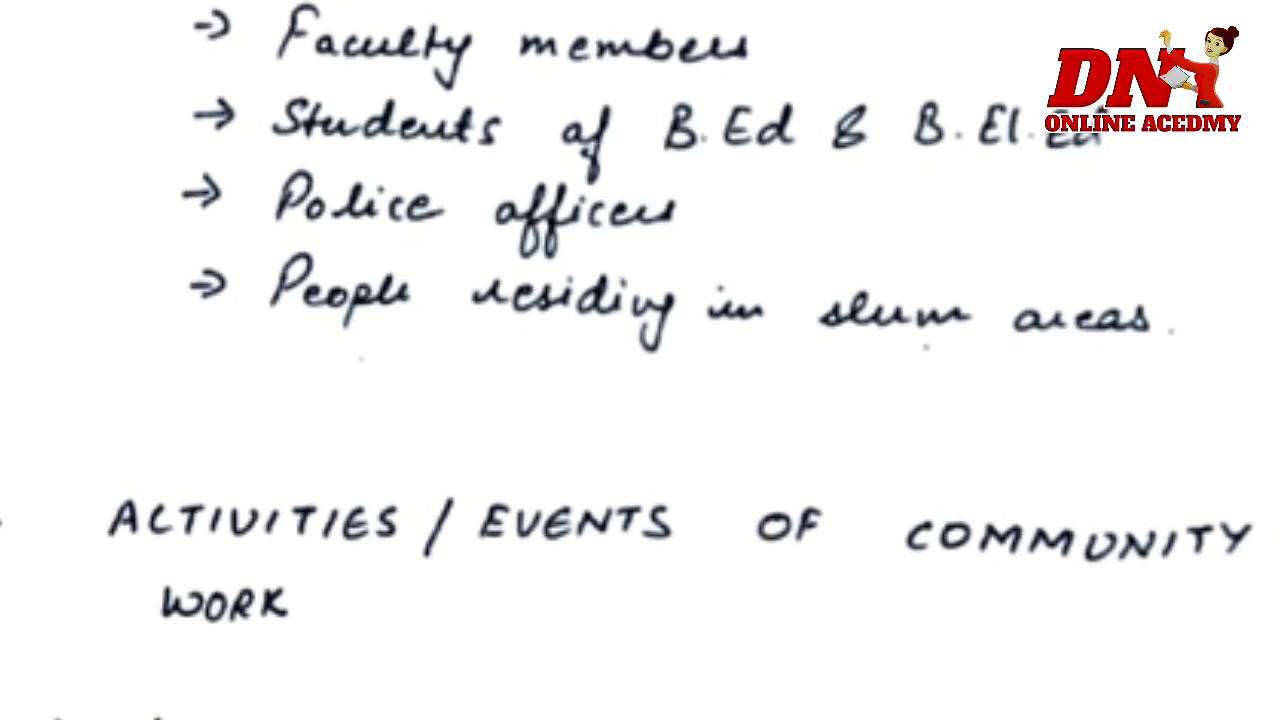 → Faculty members
→ Students of B.Ed & B.El.Ed
→ Police officers
→ People residing in slum areas.
ACTIVITIES / EVENTS OF COMMUNITY
WORK
DN
ONLINE ACEDMY